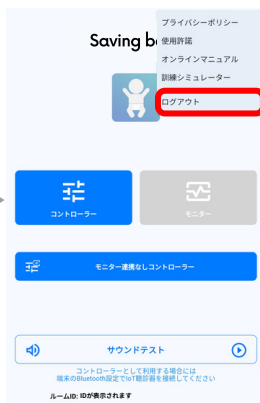 プライバシーポリシー
Saving b
使用許諾
オンラインマニュアル
訓練シミュレーター
ログアウト
コントローラー
モニター
モニター連携なしコントローラー
サウンドテスト
コントローラーとして利用する場合には
端末のBluetooth設定でIoT聴診器を接続してください
ルームID: IDが表示されます